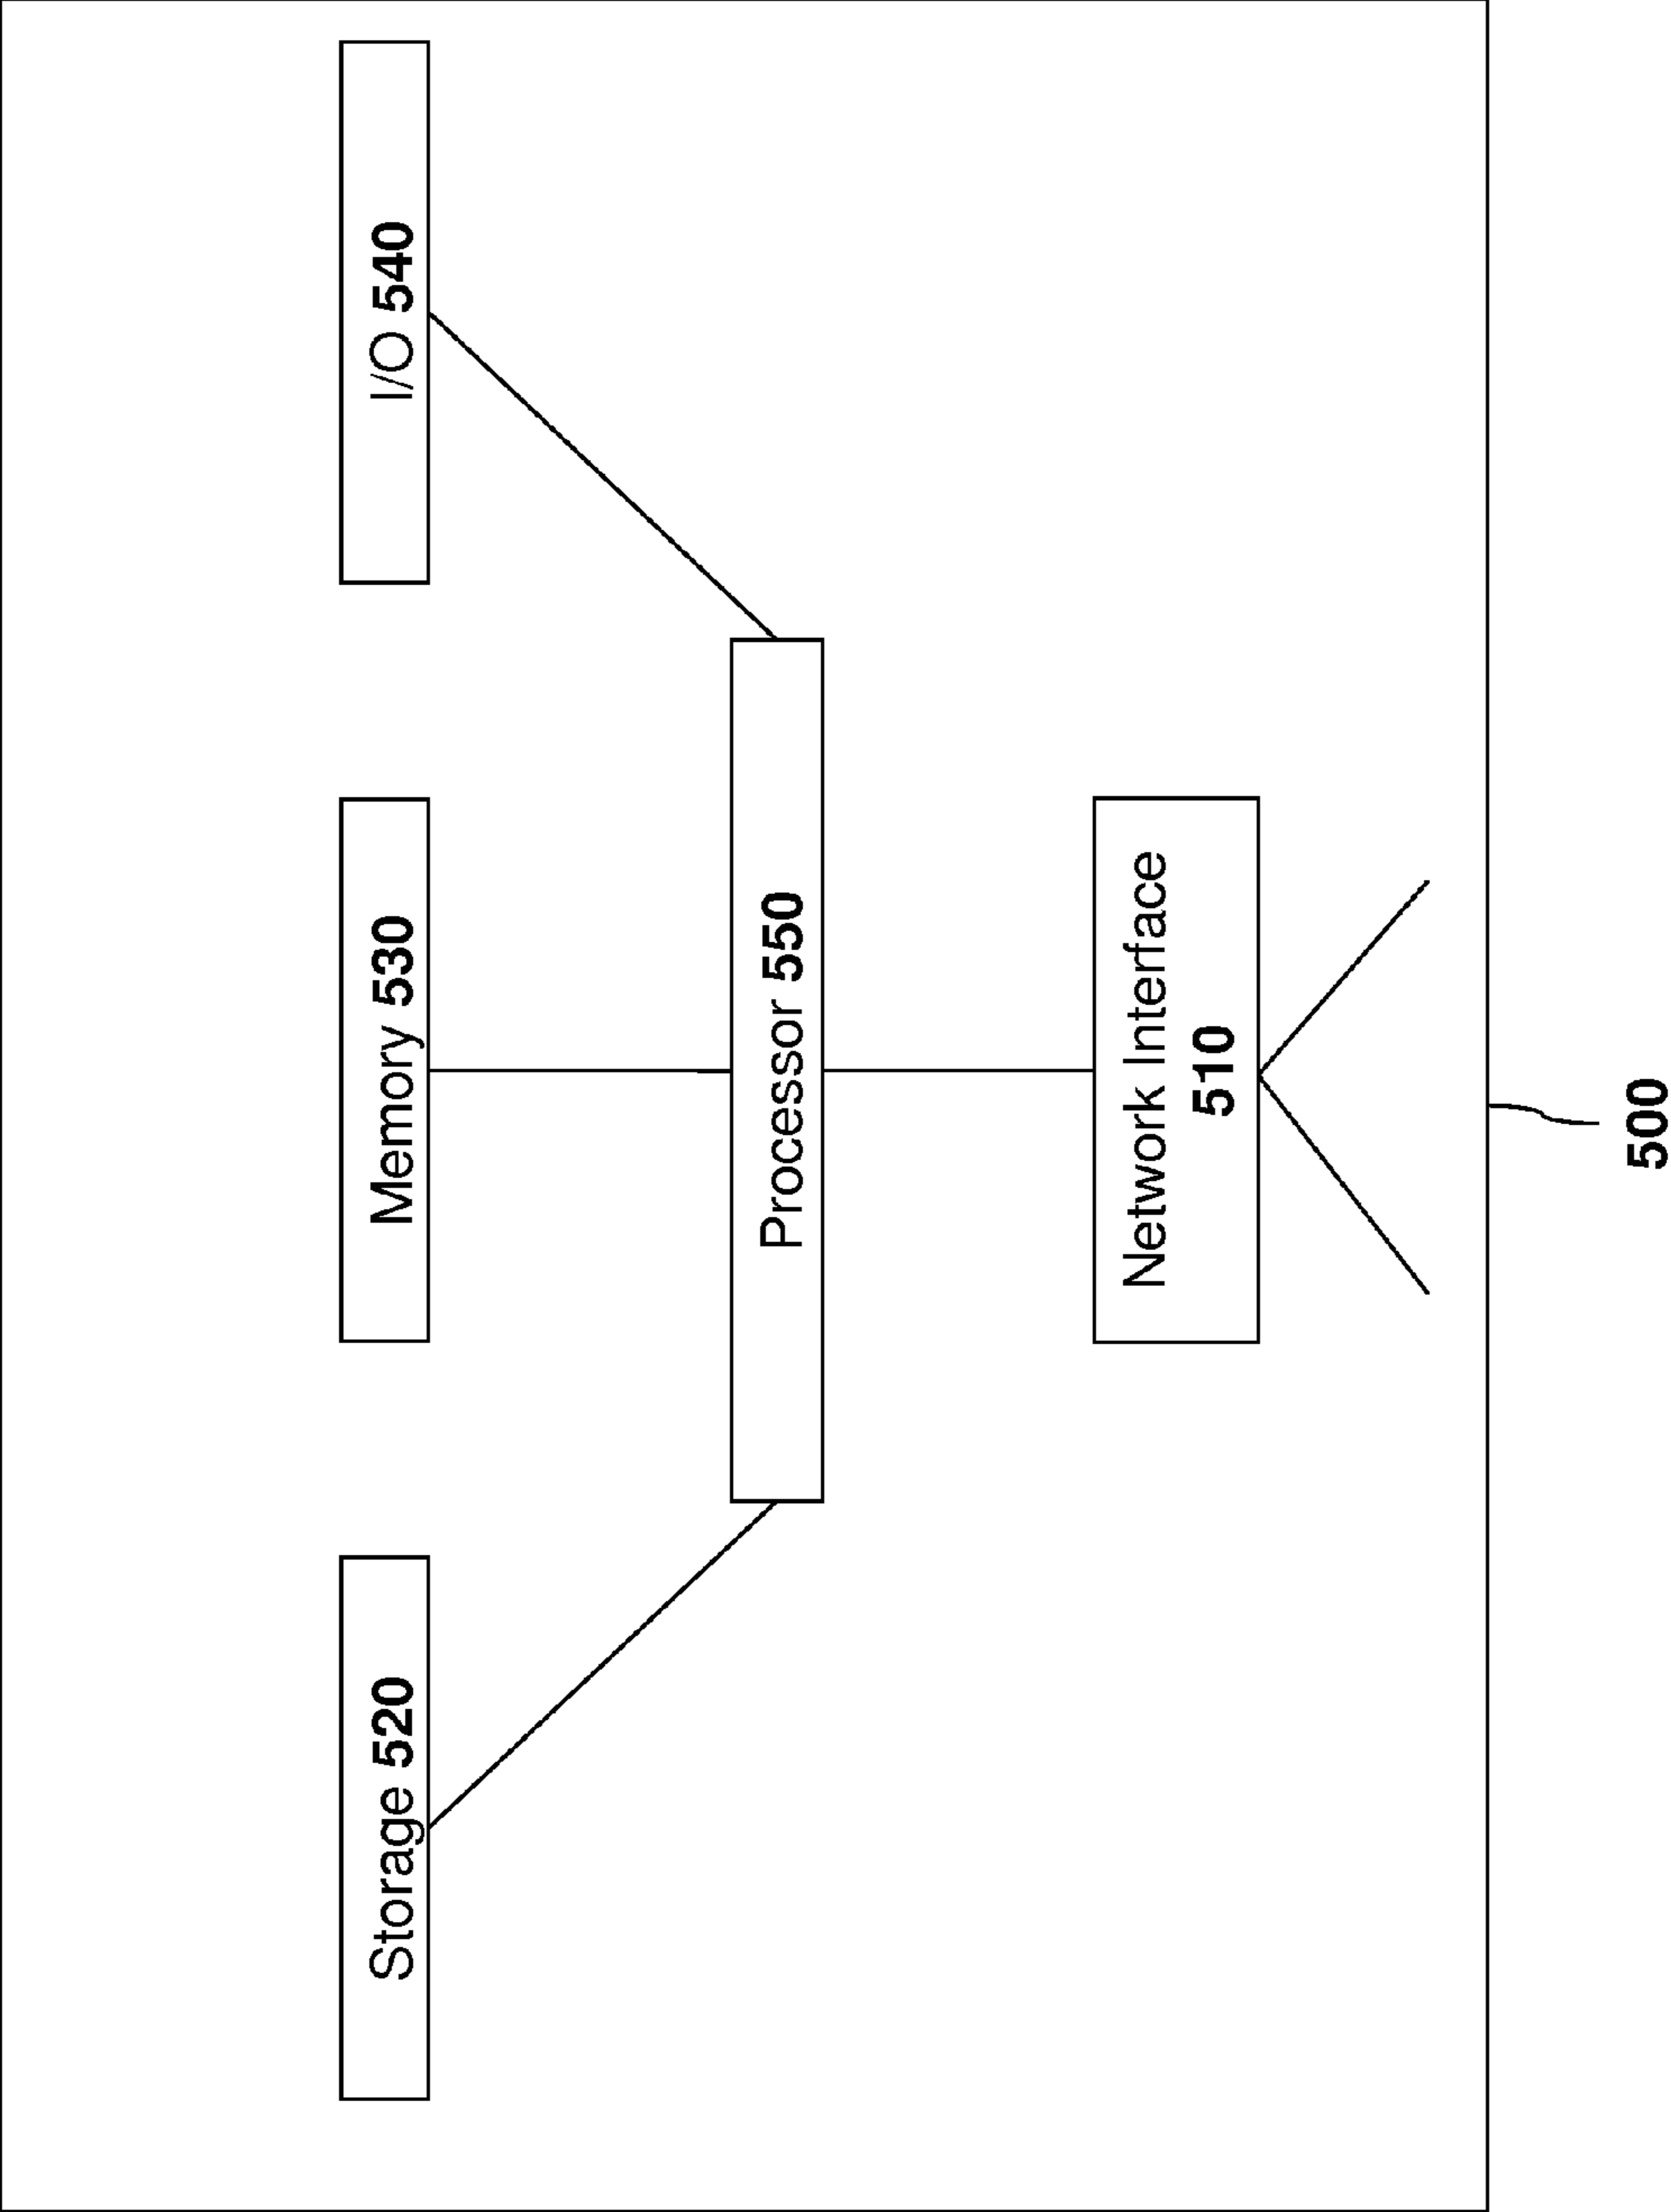 Storage 520
Memory 530
I/O 540
Processor 550
Network Interface
510
500